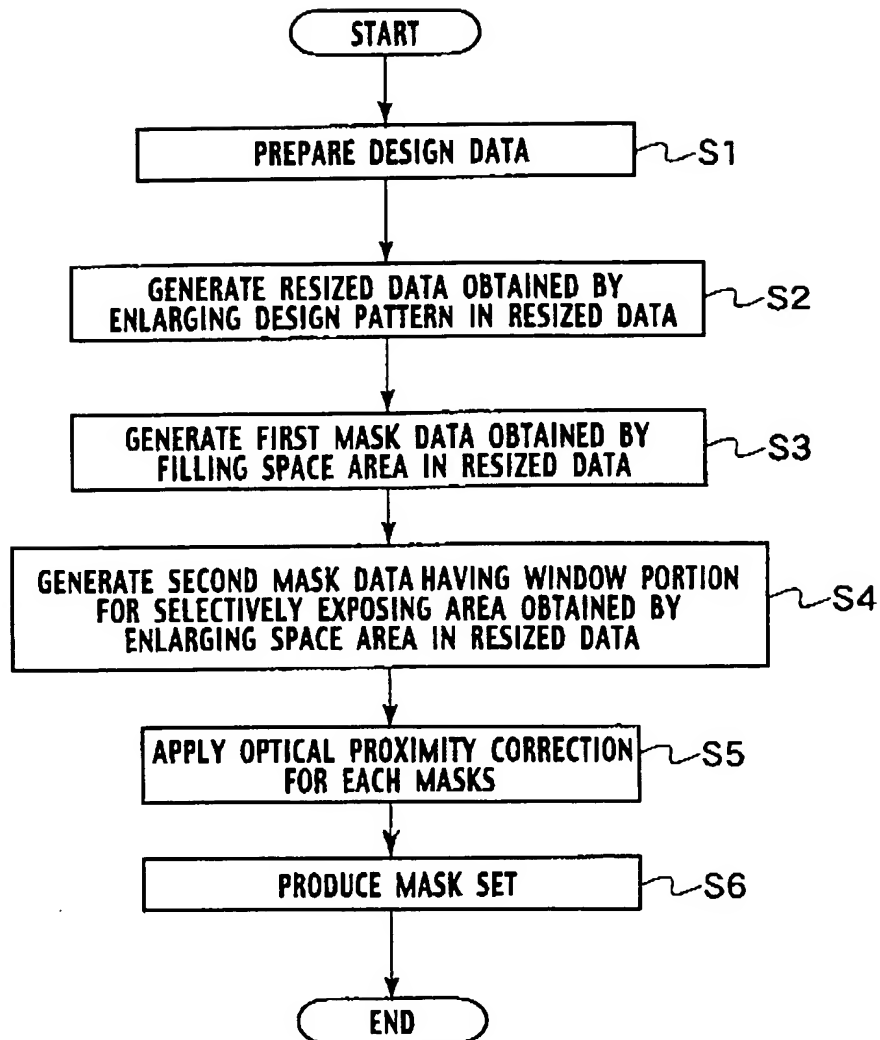 START
PREPARE DESIGN DATA
S1
GENERATE RESIZED DATA OBTAINED BY
ENLARGING DESIGN PATTERN IN RESIZED DATA
S2
GENERATE FIRST MASK DATA OBTAINED BY
FILLING SPACE AREA IN RESIZED DATA
S3
GENERATE SECOND MASK DATA HAVING WINDOW PORTION
FOR SELECTIVELY EXPOSING AREA OBTAINED BY
ENLARGING SPACE AREA IN RESIZED DATA
S4
APPLY OPTICAL PROXIMITY CORRECTION
FOR EACH MASKS
S5
PRODUCE MASK SET
S6
END